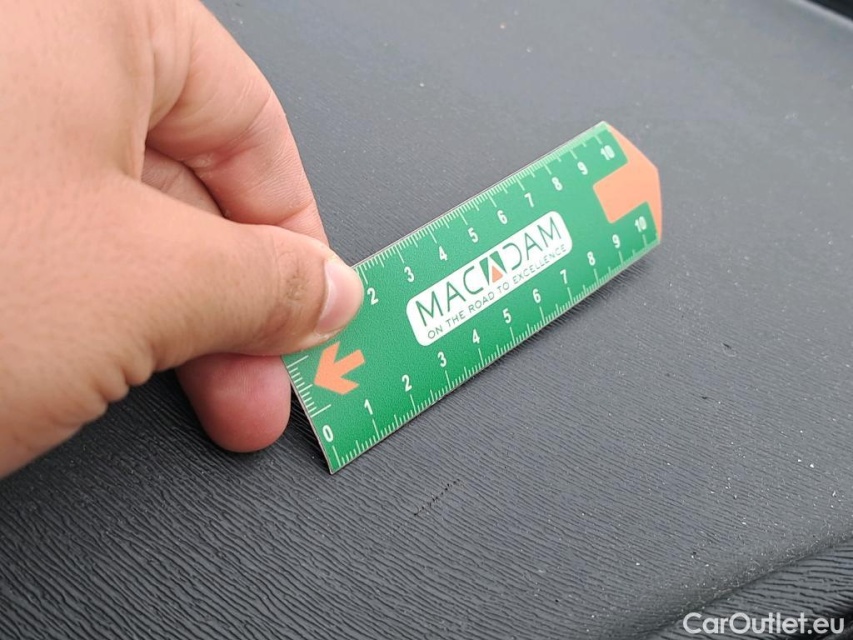 2 3 4 5 6 7 8 9 10
MACADAM
ON THE ROAD TO EXCELLENCE
0 1 2 3 4 5 6 7 8 9 10
CarOutlet.eu